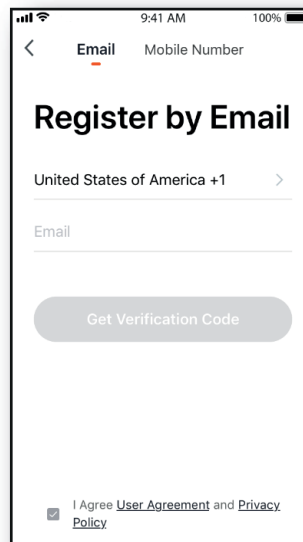 9:41 AM
100%
Email
Mobile Number
Register by Email
United States of America +1
Email
Get Verification Code
I Agree User Agreement and Privacy
Policy